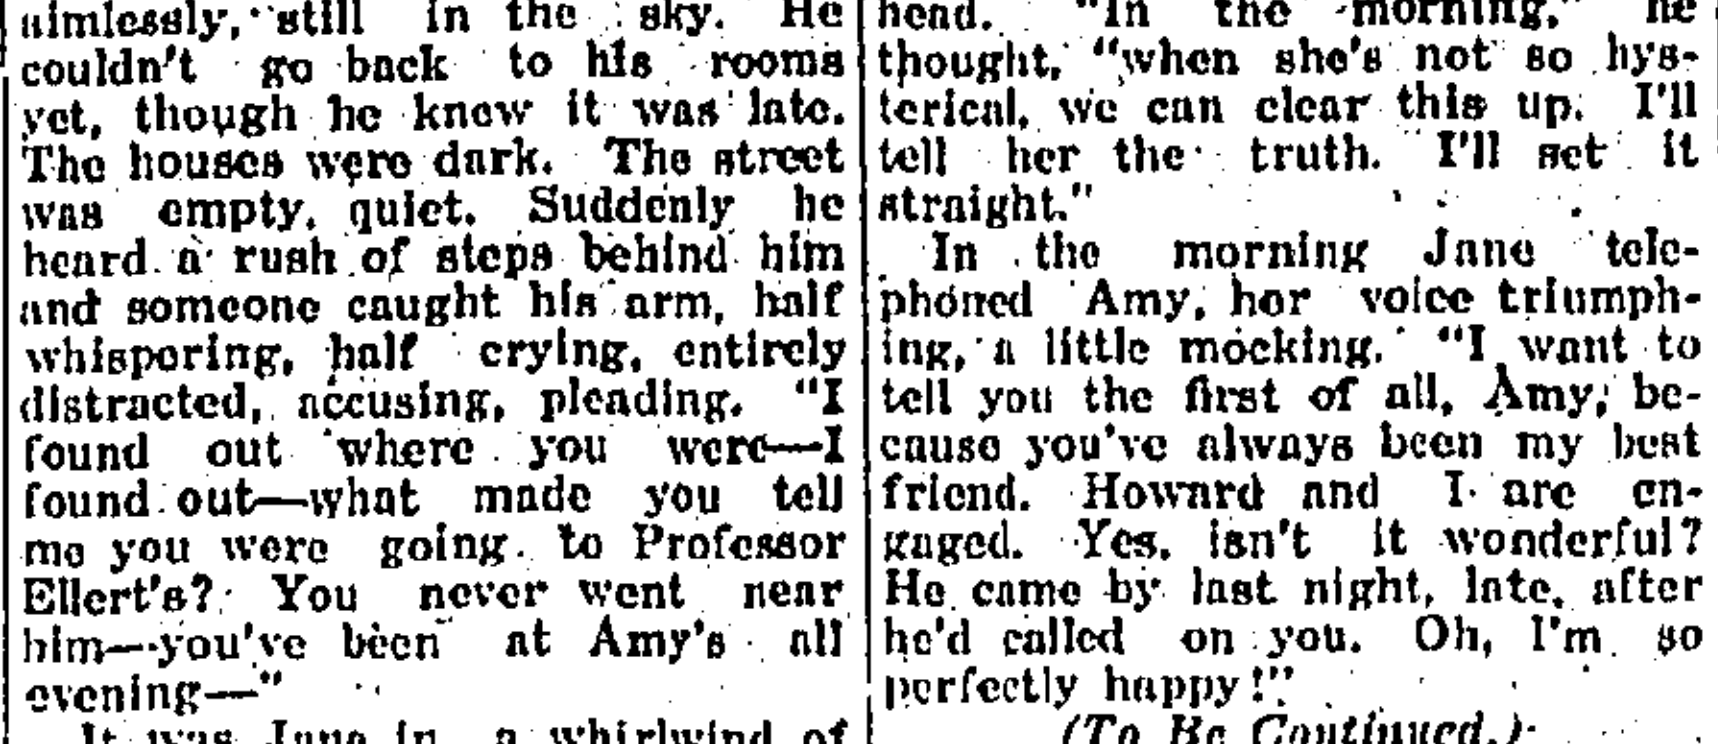 aimlessly, still in the sky. He
couldn't go back to his rooms
yet, though he knew it was late.
The houses were dark. The street
was empty, quiet. Suddenly he
heard a rush of steps behind him
and someone caught his arm, half
whispering, half crying, entirely
distracted, accusing, pleading. "I
found out where you were—I
found out—what made you tell
me you were going to Professor
Ellert's? You never went near
him—you've been at Amy's all
evening—"
It was Jane in a whirlwind of
head. "In the morning," he
thought, "when she's not so hys-
terical, we can clear this up. I'll
tell her the truth. I'll set it
straight."
In the morning Jane tele-
phoned Amy, her voice triumph-
ing, a little mocking. "I want to
tell you the first of all, Amy, be-
cause you've always been my best
friend. Howard and I are en-
gaged. Yes, isn't it wonderful?
He came by last night, late, after
he'd called on you. Oh, I'm so
perfectly happy!"
(To Be Continued.)